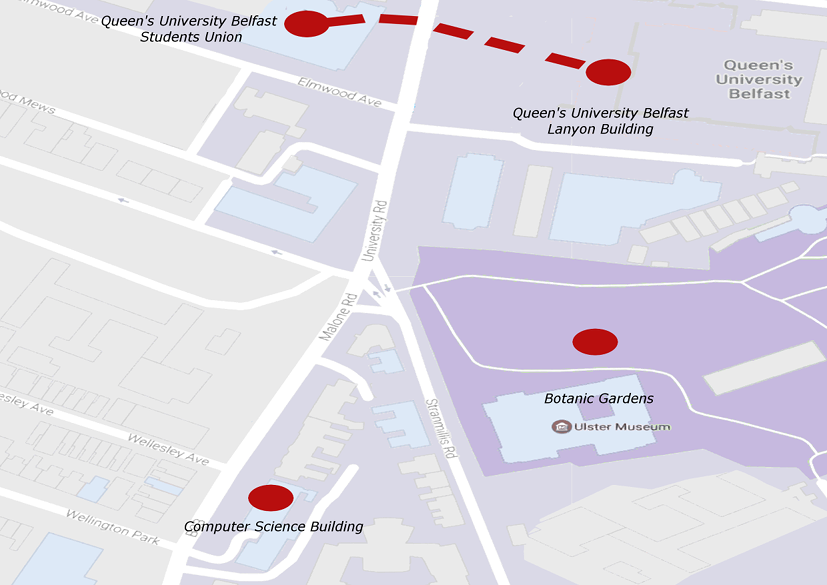 Queen's University Belfast
Students Union
Elmwood Ave
Elmwood Ave
Queen's
University
Belfast
Queen's University Belfast
Lanyon Building
ood Mews
University Rd
Malone Rd
Botanic Gardens
Ulster Museum
esley Ave
Wellesley Ave
Stranmillis Rd
Computer Science Building
Wellington Park